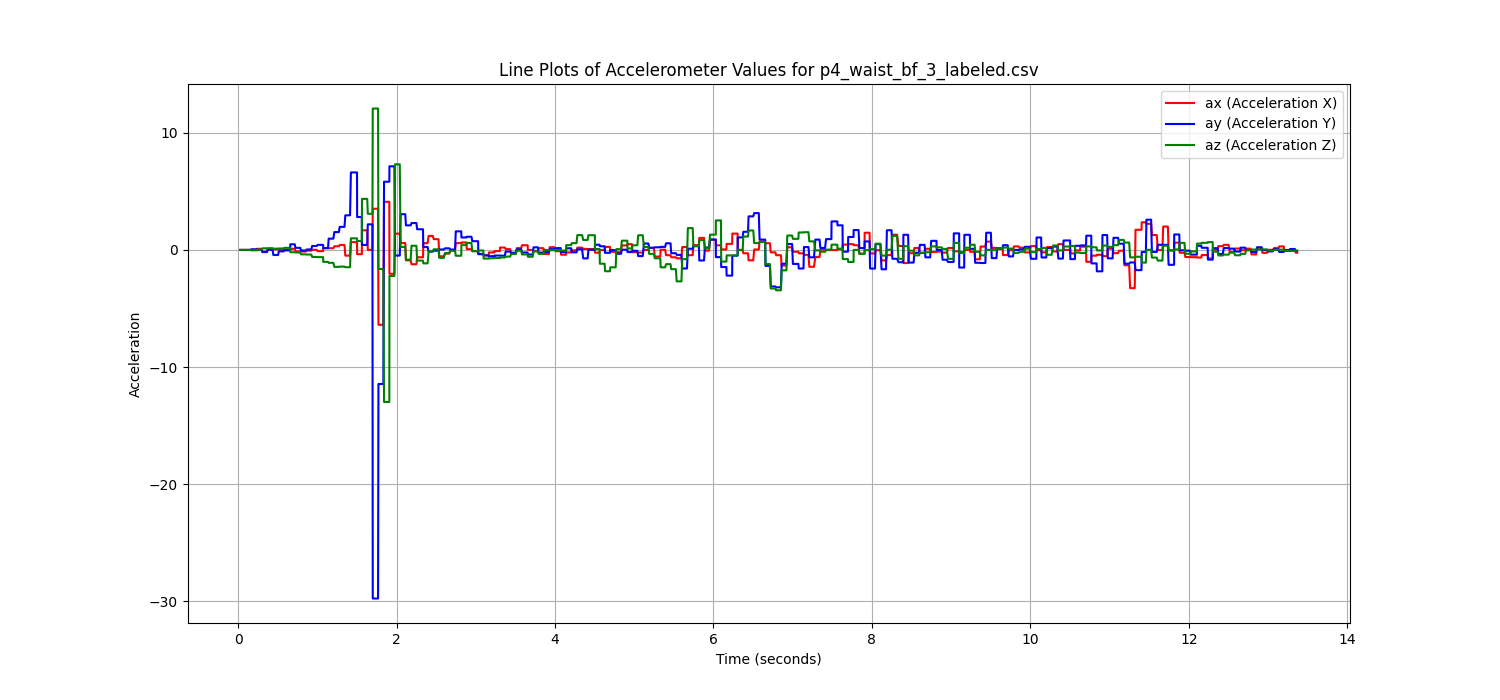 Line Plots of Accelerometer Values for p4_waist_bf_3_labeled.csv
ax (Acceleration X)
ay (Acceleration Y)
az (Acceleration Z)
Acceleration
10
0
−10
−20
−30
0 2 4 6 8 10 12 14
Time (seconds)